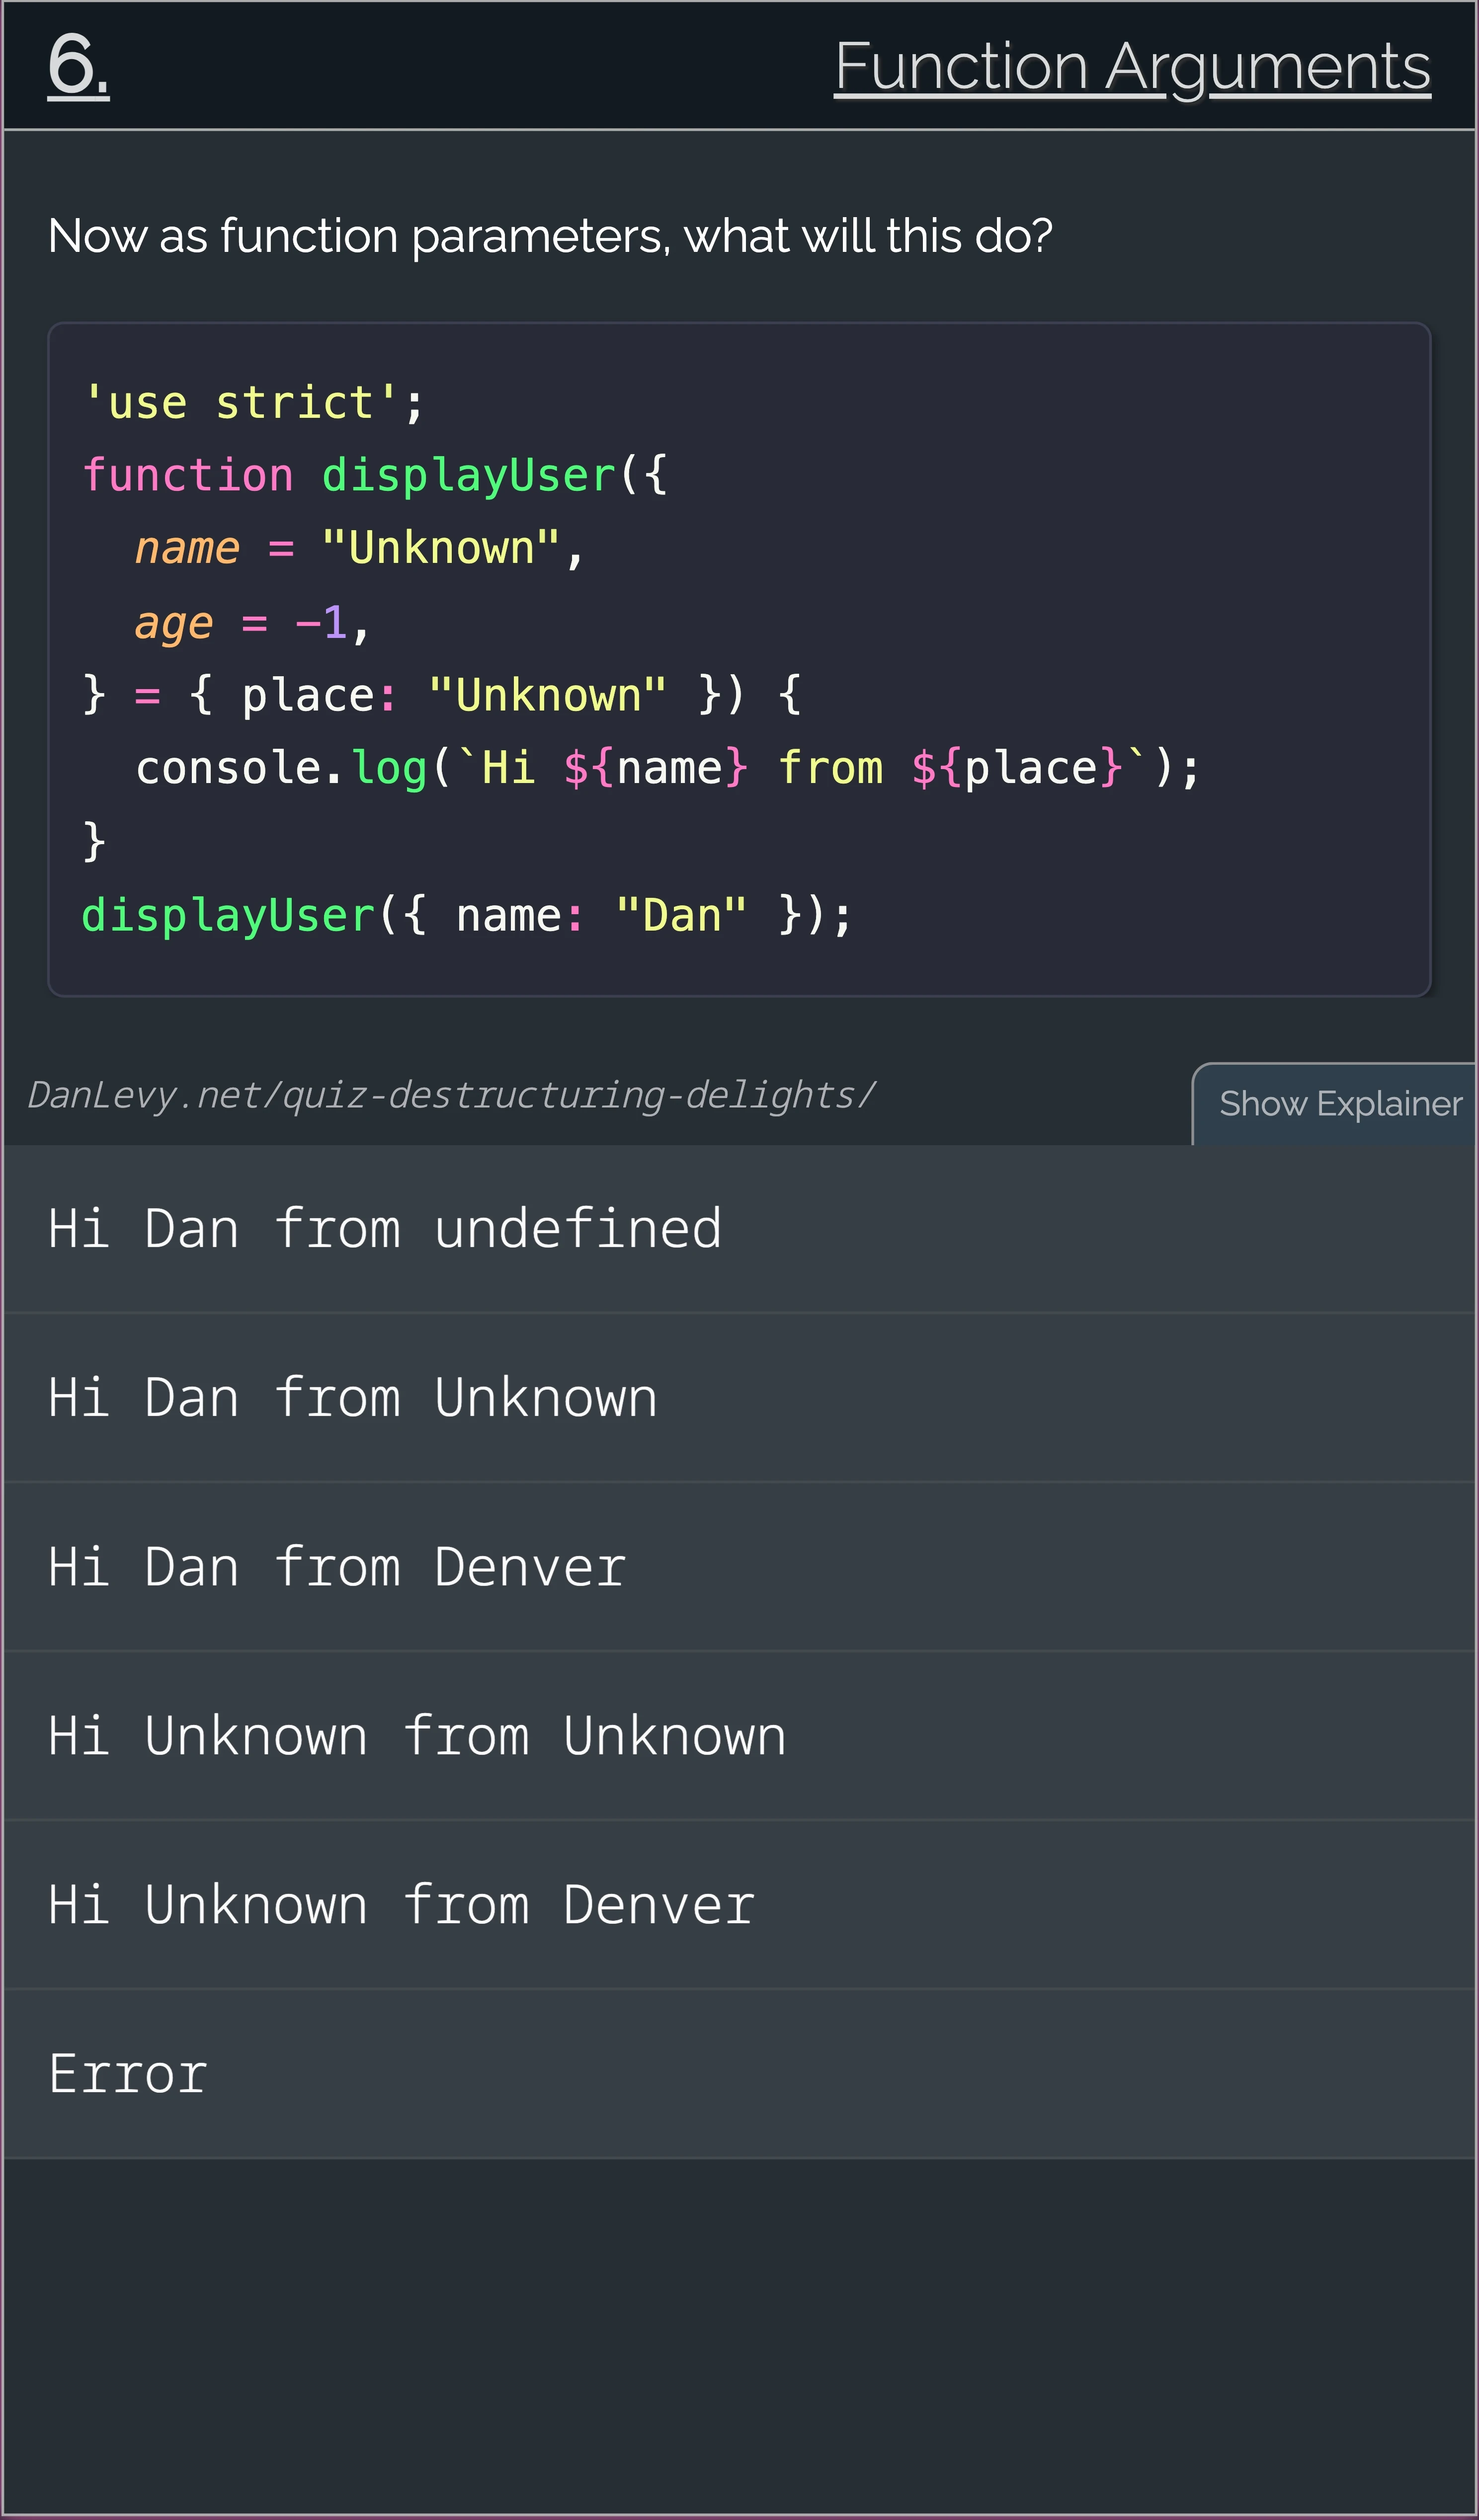 6.
Function Arguments
Now as function parameters, what will this do?
'use strict';
function displayUser({
  name = "Unknown",
  age = -1,
} = { place: "Unknown" }) {
  console.log(`Hi ${name} from ${place}`);
}
displayUser({ name: "Dan" });
DanLevy.net/quiz-destructuring-delights/
Show Explainer
Hi Dan from undefined
Hi Dan from Unknown
Hi Dan from Denver
Hi Unknown from Unknown
Hi Unknown from Denver
Error